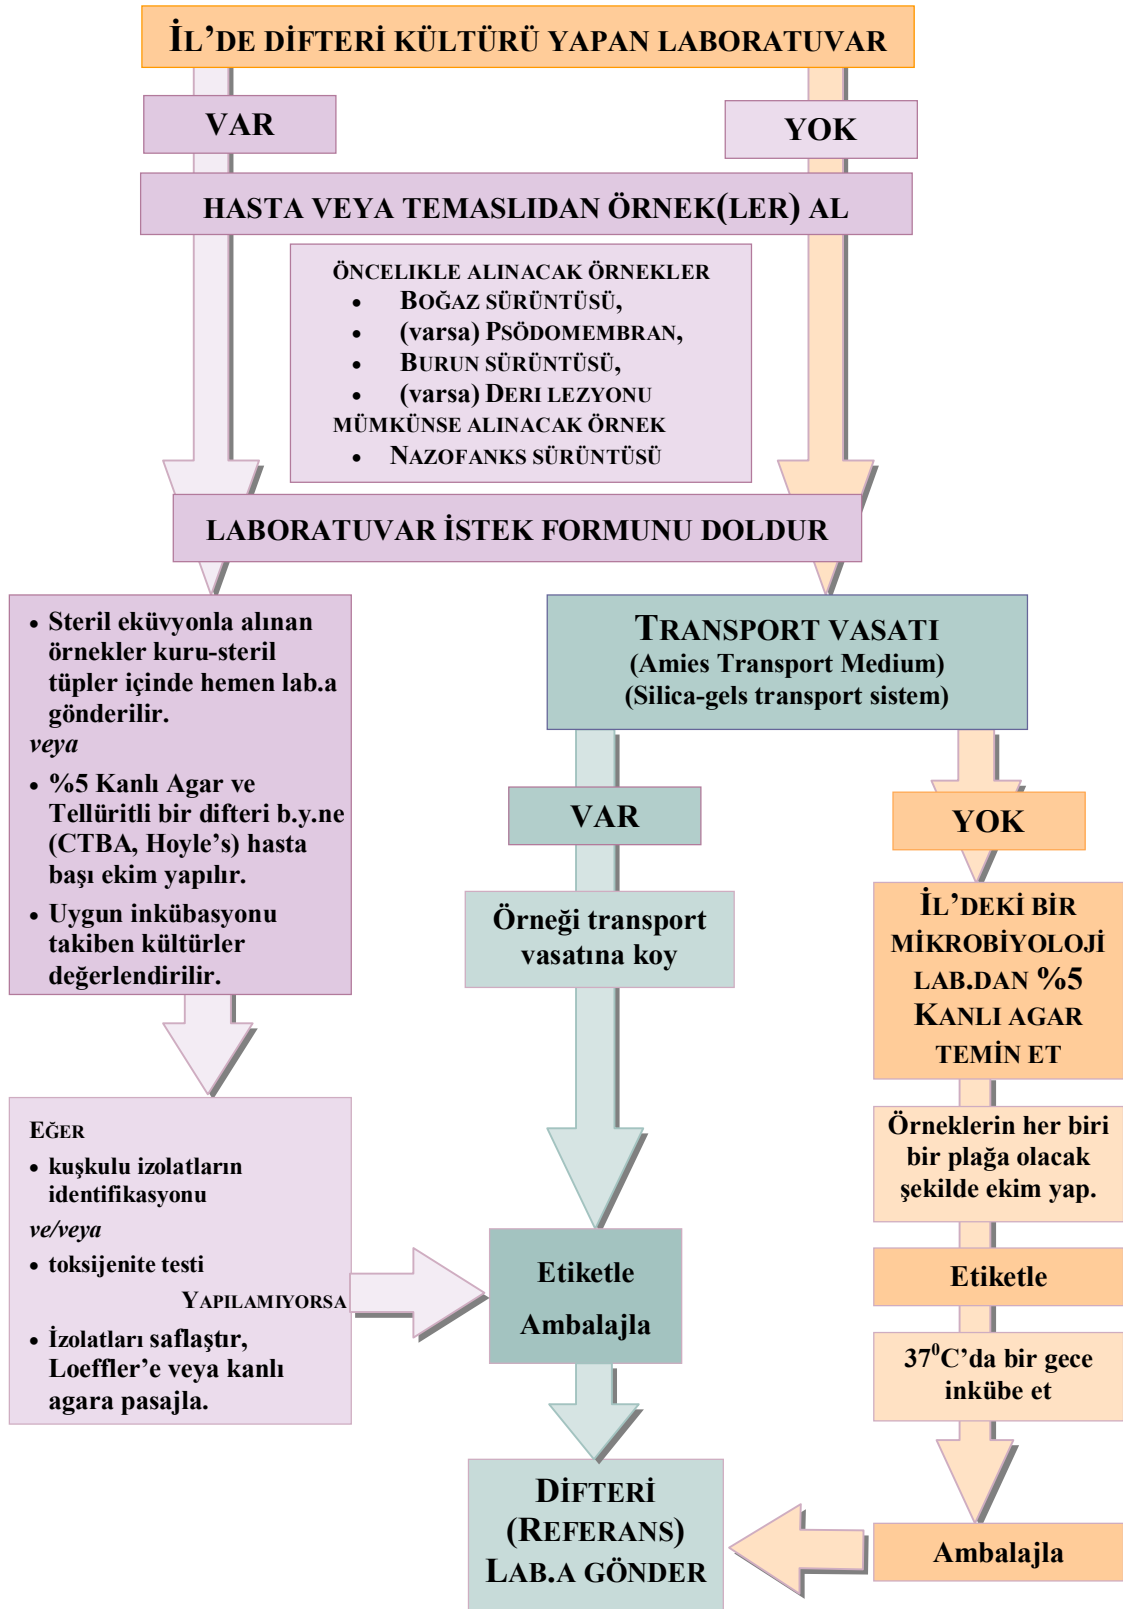 İL’DE DİFTERİ KÜLTÜRÜ YAPAN LABORATUVAR
VAR
YOK
HASTA VEYA TEMASLIDAN ÖRNEK(LER) AL
ÖNCELIKLE ALINACAK ÖRNEKLER
• BOĞAZ SÜRÜNTÜSÜ,
• (varsa) PSÖDOMEMBRAN,
• BURUN SÜRÜNTÜSÜ,
• (varsa) DERI LEZYONU
MÜMKÜNSE ALINACAK ÖRNEK
• NAZOFANKS SÜRÜNTÜSÜ
LABORATUVAR İSTEK FORMUNU DOLDUR
• Steril eküvyonla alınan
örnekler kuru-steril
tüpler içinde hemen lab.a
gönderilir.
veya
• %5 Kanlı Agar ve
Tellüritli bir difteri b.y.ne
(CTBA, Hoyle’s) hasta
başı ekim yapılır.
• Uygun inkübasyonu
takiben kültürler
değerlendirilir.
EĞER
• kuşkulu izolatların
identifikasyonu
ve/veya
• toksijenite testi
YAPILAMIYORSA
• İzolatları saflaştır,
Loeffler’e veya kanlı
agara pasajla.
TRANSPORT VASATI
(Amies Transport Medium)
(Silica-gels transport sistem)
VAR
Örneği transport
vasatına koy
Etiketle
Ambalajla
DİFTERİ
(REFERANS)
LAB.A GÖNDER
YOK
İL’DEKİ BİR
MİKROBİYOLOJİ
LAB.DAN %5
KANLI AGAR
TEMİN ET
Örneklerin her biri
bir plağa olacak
şekilde ekim yap.
Etiketle
37⁰C’da bir gece
inkübe et
Ambalajla